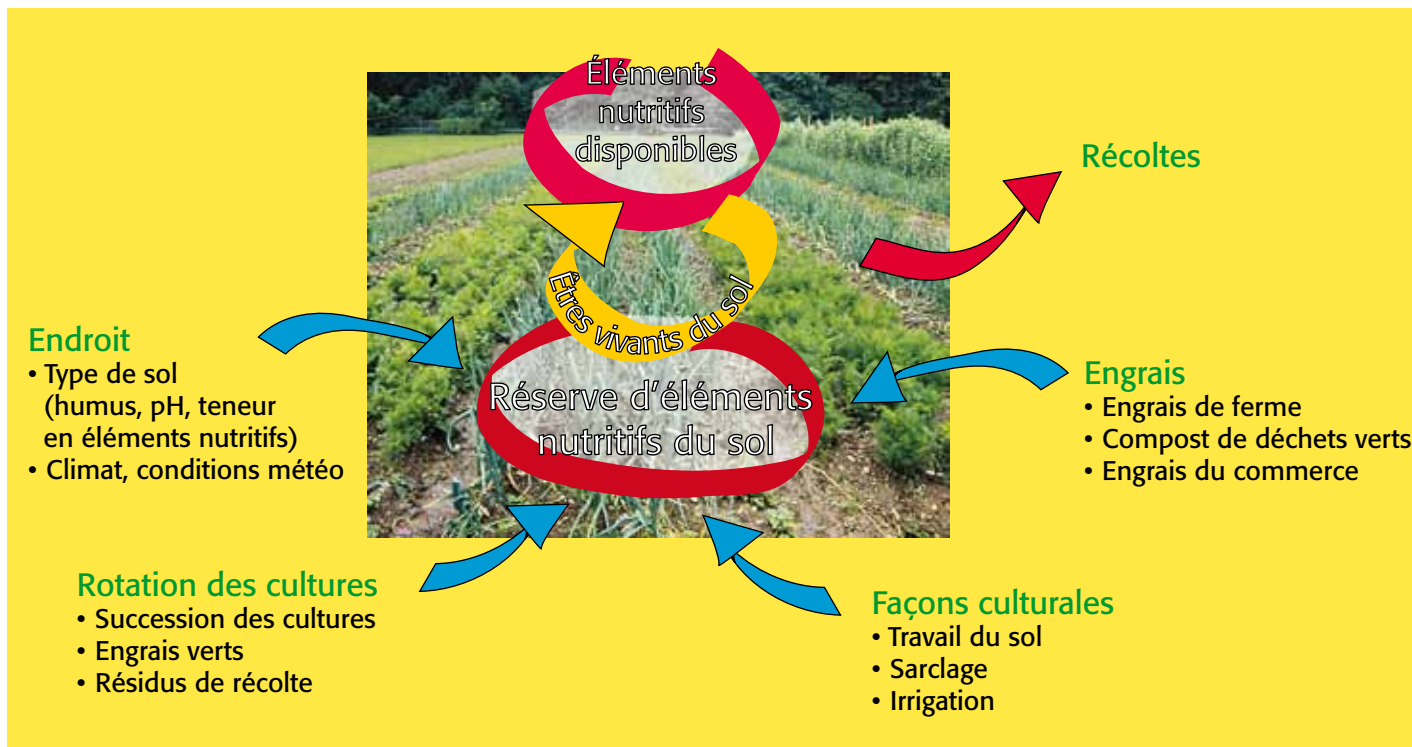 Éléments
nutritifs
disponibles
Récoltes
Êtres vivants du sol
Réserve d'éléments
nutritifs du sol
Endroit
• Type de sol
(humus, pH, teneur
en éléments nutritifs)
• Climat, conditions météo
Engrais
• Engrais de ferme
• Compost de déchets verts
• Engrais du commerce
Rotation des cultures
• Succession des cultures
• Engrais verts
• Résidus de récolte
Façons culturales
• Travail du sol
• Sarclage
• Irrigation